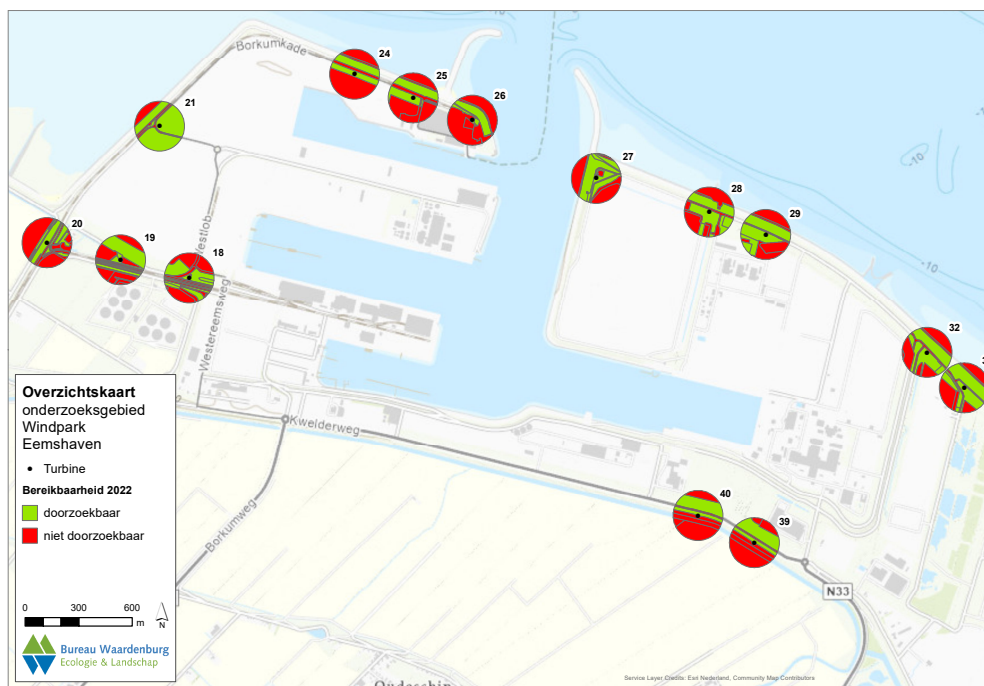 Borkumkade
24
25
26
21
27
28
29
20
19
18
Westlob
Westereemsweg
32
-10
-10
Kwelderweg
Borkumweg
40
39
N33
Overzichtskaart
onderzoeksgebied
Windpark
Eemshaven
Turbine
Bereikbaarheid 2022
doorzoekbaar
niet doorzoekbaar
0 300 600
m
N
Bureau Waardenburg
Ecologie & Landschap
Service Layer Credits: Esri Nederland, Community Map Contributors